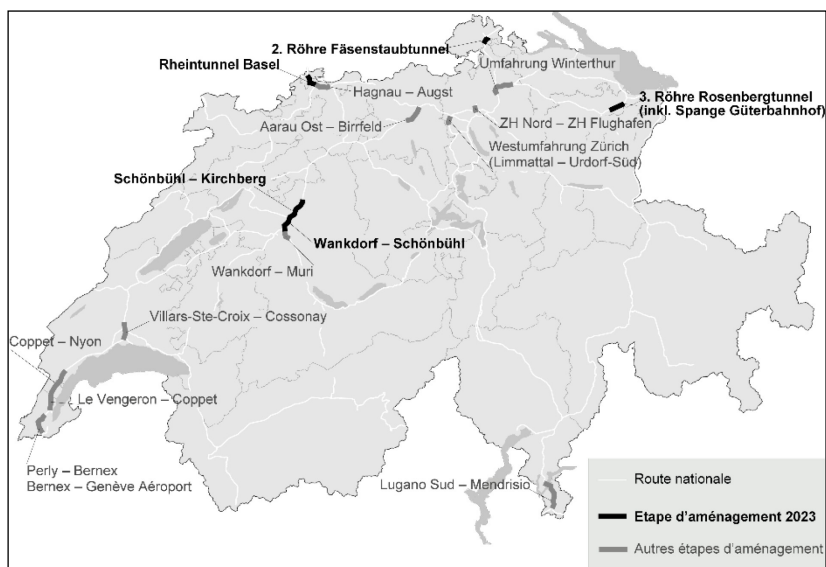 2. Röhre Fäsenstaubtunnel
Rheintunnel Basel
Umfahrung Winterthur
Hagnau – Augst
3. Röhre Rosenbergtunnel
(inkl. Spange Güterbahnhof)
Aarau Ost – Birrfeld
ZH Nord – ZH Flughafen
Westumfahrung Zürich
(Limmattal – Urdorf-Süd)
Schönbühl – Kirchberg
Wankdorf – Schönbühl
Wankdorf – Muri
Villars-Ste-Croix – Cossonay
Coppet – Nyon
Le Vengeron – Coppet
Perly – Bernex
Bernex – Genève Aéroport
Lugano Sud – Mendrisio
Route nationale
Etape d’aménagement 2023
Autres étapes d’aménagement